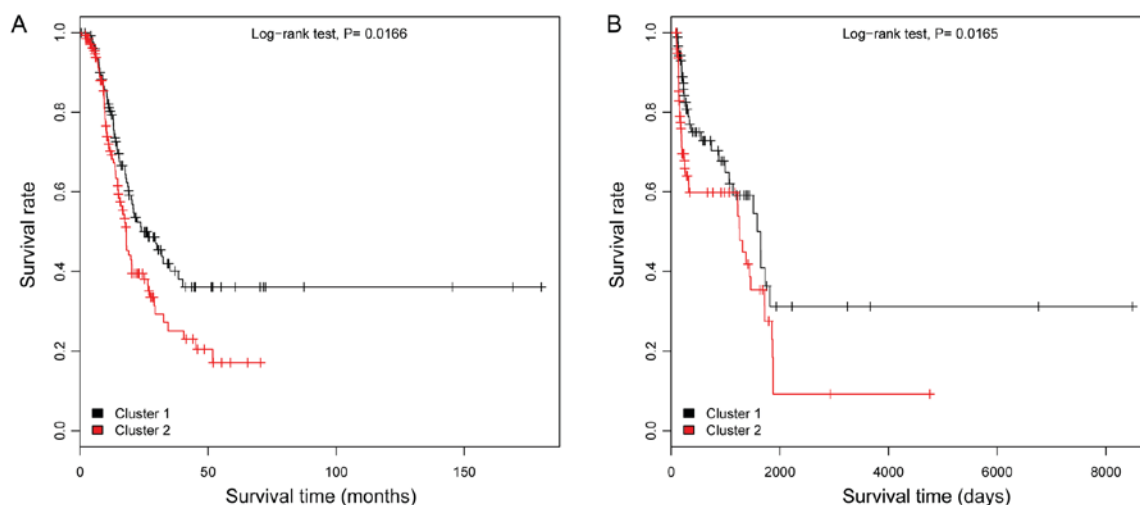 A
Log-rank test, P= 0.0166
Survival rate
1.0
0.8
0.6
0.4
0.2
0.0
Cluster 1
Cluster 2
0
50
100
150
Survival time (months)
B
Log-rank test, P= 0.0165
Survival rate
1.0
0.8
0.6
0.4
0.2
0.0
Cluster 1
Cluster 2
0
2000
4000
6000
8000
Survival time (days)